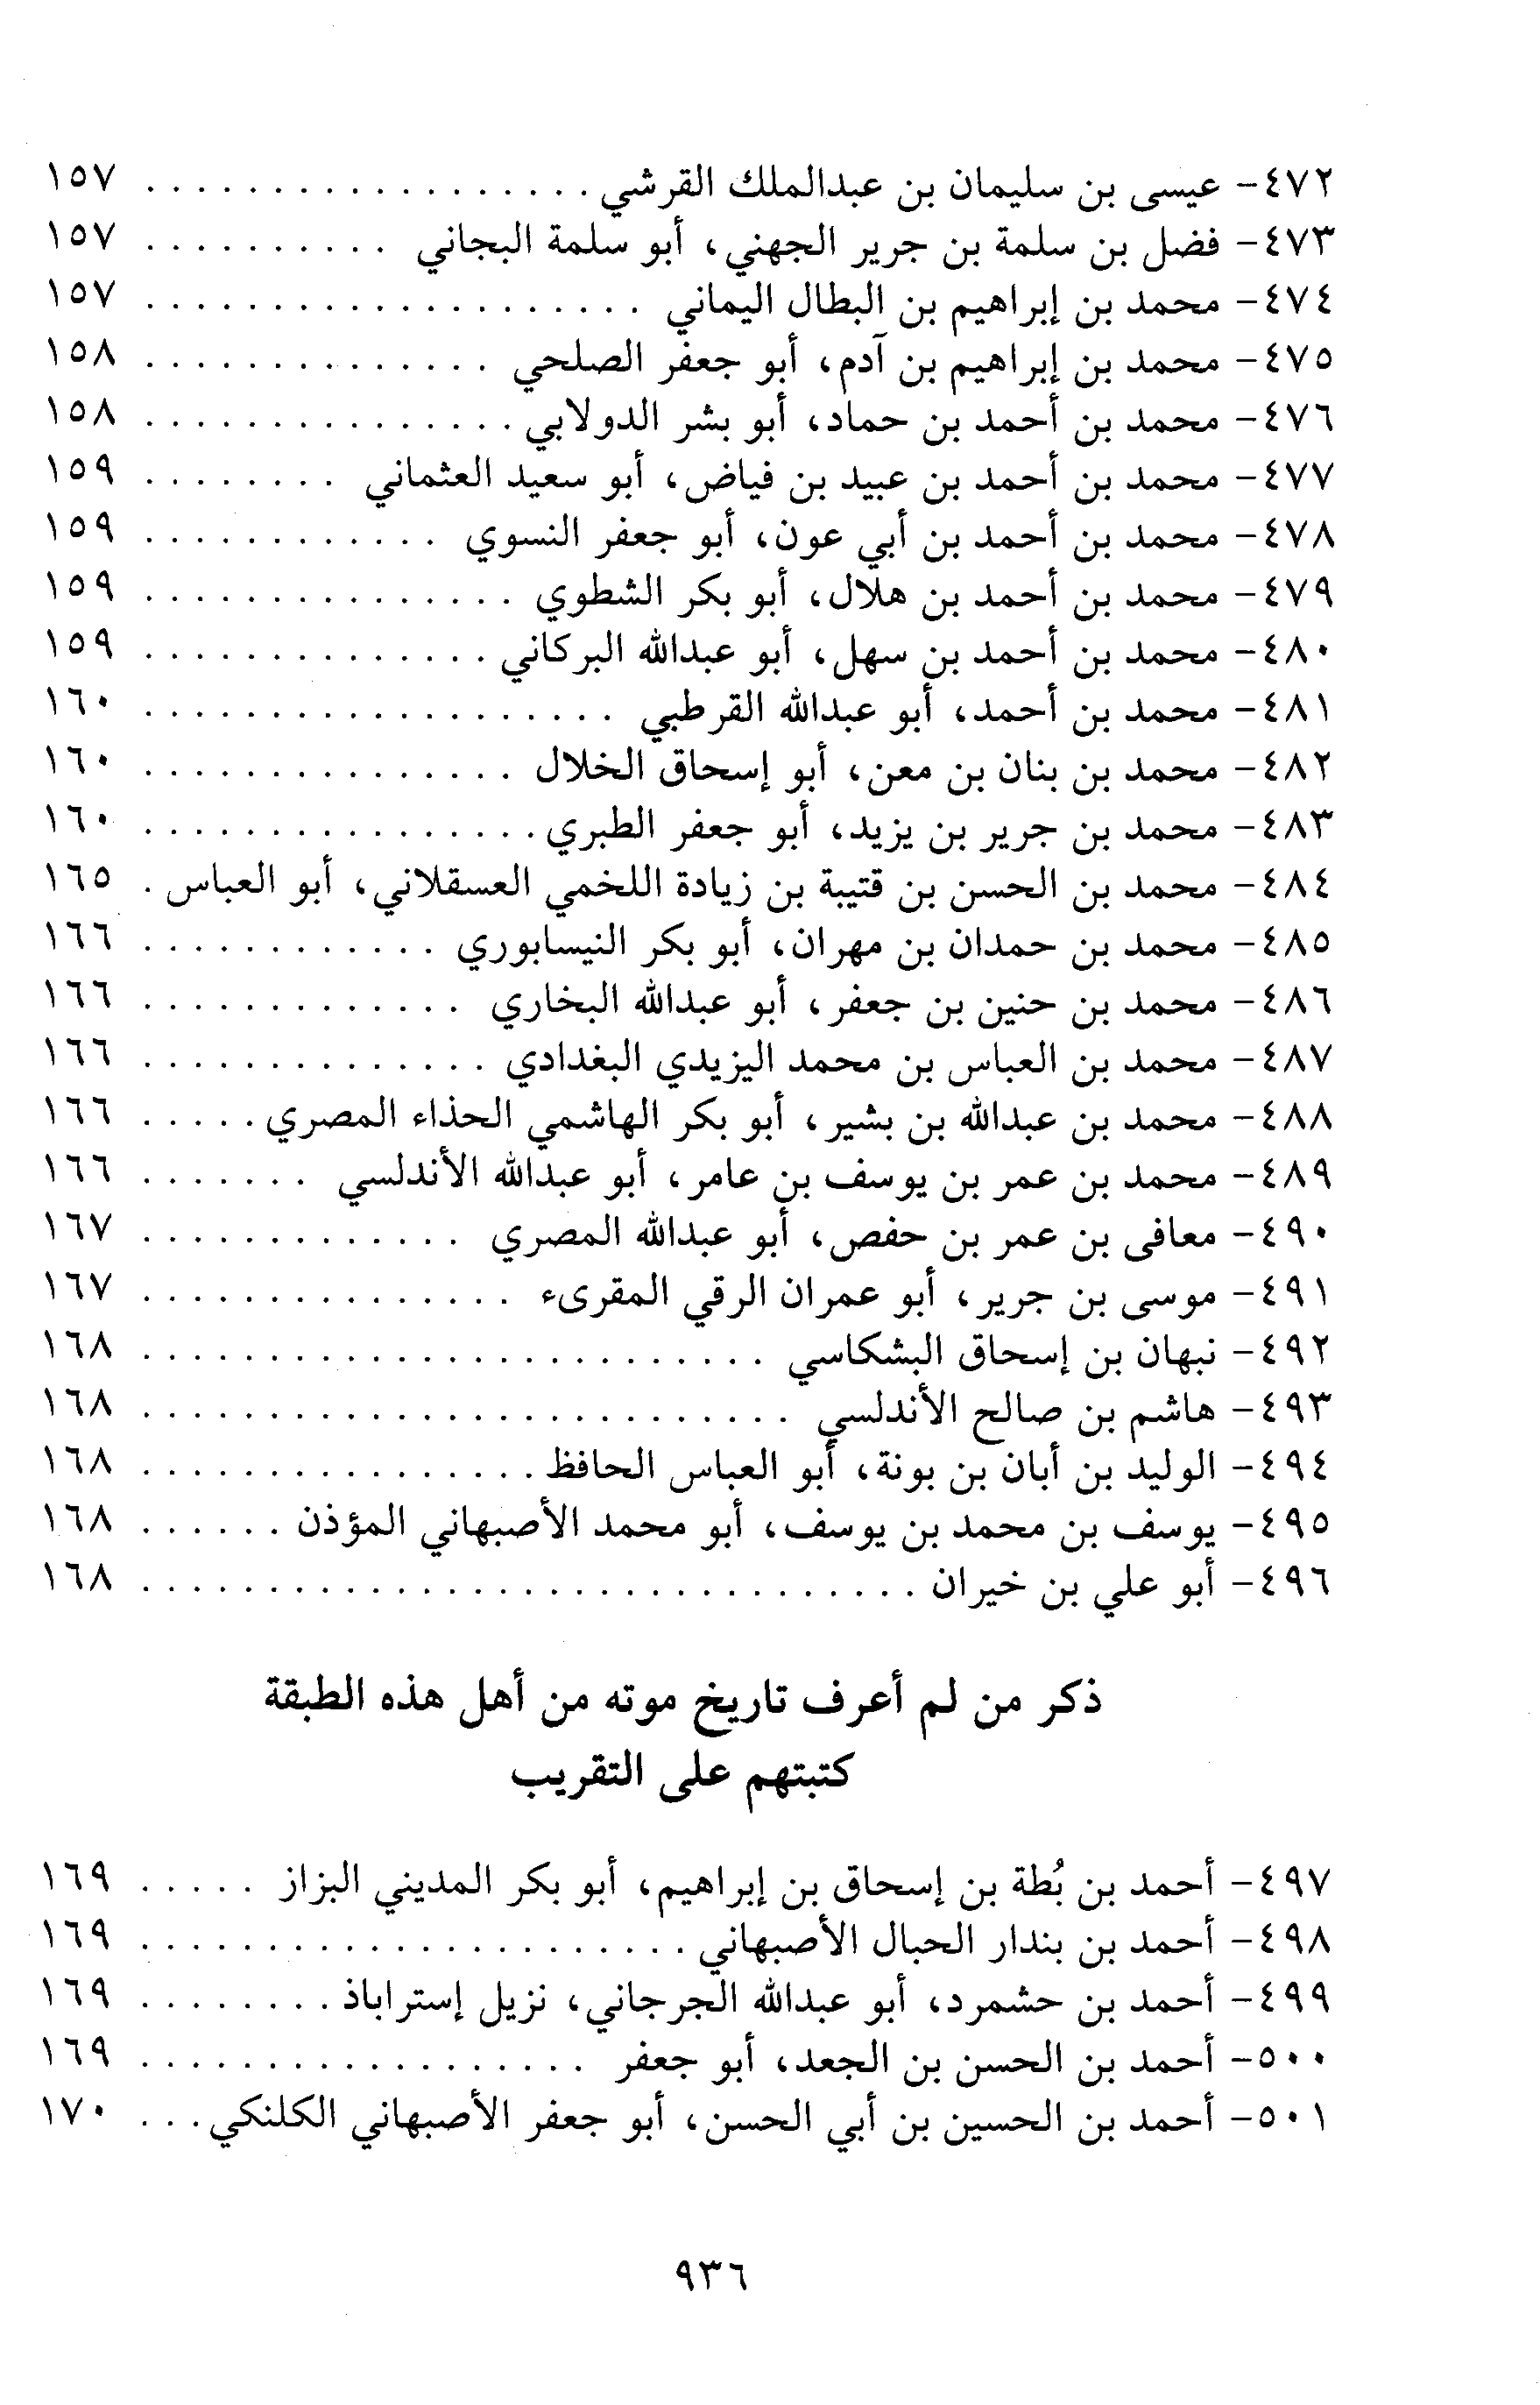 ٤٧٢- عيسى بن سليمان بن عبدالملك القرشي . . . . . . . . . . . . . . . . . . ١٥٧
٤٧٣- فضل بن سلمة بن جرير الجهني، أبو سلمة البجاني . . . . . . . . . . ١٥٧
٤٧٤- محمد بن إبراهيم بن البطال اليماني . . . . . . . . . . . . . . . . . . . . ١٥٧
٤٧٥- محمد بن إبراهيم بن آدم، أبو جعفر الصلحي . . . . . . . . . . . . . . ١٥٨
٤٧٦- محمد بن أحمد بن حماد، أبو بشر الدولابي . . . . . . . . . . . . . . . ١٥٨
٤٧٧- محمد بن أحمد بن عبيد بن فياض، أبو سعيد العثماني . . . . . . . . ١٥٩
٤٧٨- محمد بن أحمد بن أبي عون، أبو جعفر النسوي . . . . . . . . . . . . ١٥٩
٤٧٩- محمد بن أحمد بن هلال، أبو بكر الشطوي . . . . . . . . . . . . . . . ١٥٩
٤٨٠- محمد بن أحمد بن سهل، أبو عبدالله البركاني . . . . . . . . . . . . . . ١٥٩
٤٨١- محمد بن أحمد، أبو عبدالله القرطبي . . . . . . . . . . . . . . . . . . . ١٦٠
٤٨٢- محمد بن بنان بن معن، أبو إسحاق الخلال . . . . . . . . . . . . . . . ١٦٠
٤٨٣- محمد بن جرير بن يزيد، أبو جعفر الطبري . . . . . . . . . . . . . . . . ١٦٠
٤٨٤- محمد بن الحسن بن قتيبة بن زيادة اللخمي العسقلاني، أبو العباس . ١٦٥
٤٨٥- محمد بن حمدان بن مهران، أبو بكر النيسابوري . . . . . . . . . . . . ١٦٦
٤٨٦- محمد بن حنين بن جعفر، أبو عبدالله البخاري . . . . . . . . . . . . . ١٦٦
٤٨٧- محمد بن العباس بن محمد اليزيدي البغدادي . . . . . . . . . . . . . . ١٦٦
٤٨٨- محمد بن عبدالله بن بشير، أبو بكر الهاشمي الحذاء المصري . . . . . ١٦٦
٤٨٩- محمد بن عمر بن يوسف بن عامر، أبو عبدالله الأندلسي . . . . . . . ١٦٦
٤٩٠- معافى بن عمر بن حفص، أبو عبدالله المصري . . . . . . . . . . . . . ١٦٧
٤٩١- موسى بن جرير، أبو عمران الرقي المقرىء . . . . . . . . . . . . . . . ١٦٧
٤٩٢- نبهان بن إسحاق البشكاسي . . . . . . . . . . . . . . . . . . . . . . . . . ١٦٨
٤٩٣- هاشم بن صالح الأندلسي . . . . . . . . . . . . . . . . . . . . . . . . . . ١٦٨
٤٩٤- الوليد بن أبان بن بونة، أبو العباس الحافظ . . . . . . . . . . . . . . . . ١٦٨
٤٩٥- يوسف بن محمد بن يوسف، أبو محمد الأصبهاني المؤذن . . . . . . ١٦٨
٤٩٦- أبو علي بن خيران . . . . . . . . . . . . . . . . . . . . . . . . . . . . . . . ١٦٨
ذكر من لم أعرف تاريخ موته من أهل هذه الطبقة
كتبتهم على التقريب
٤٩٧- أحمد بن بُطة بن إسحاق بن إبراهيم، أبو بكر المديني البزاز . . . . . ١٦٩
٤٩٨- أحمد بن بندار الحبال الأصبهاني . . . . . . . . . . . . . . . . . . . . . . ١٦٩
٤٩٩- أحمد بن حشمرد، أبو عبدالله الجرجاني، نزيل إستراباذ . . . . . . . . ١٦٩
٥٠٠- أحمد بن الحسن بن الجعد، أبو جعفر . . . . . . . . . . . . . . . . . . ١٦٩
٥٠١- أحمد بن الحسين بن أبي الحسن، أبو جعفر الأصبهاني الكلنكي . . . ١٧٠
٩٣٦